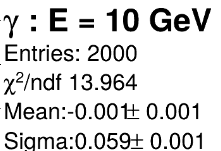 γ : E = 10 GeV
Entries: 2000
χ²/ndf 13.964
Mean:-0.001± 0.001
Sigma:0.059± 0.001